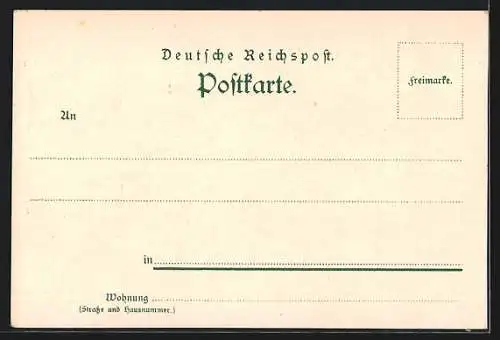 Deutsche Reichspost.
Postkarte.
Freimarke.
An
in
Wohnung
(Straße und Hausnummer.)